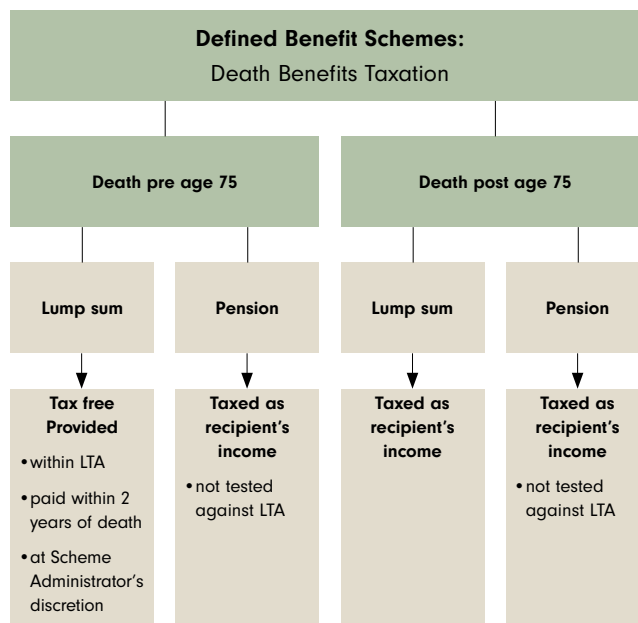 Defined Benefit Schemes:
Death Benefits Taxation
Death pre age 75
Death post age 75
Lump sum
Pension
Lump sum
Pension
Tax free
Provided
• within LTA
• paid within 2
years of death
• at Scheme
Administrator's
discretion
Taxed as
recipient's
income
• not tested
against LTA
Taxed as
recipient's
income
Taxed as
recipient's
income
• not tested
against LTA